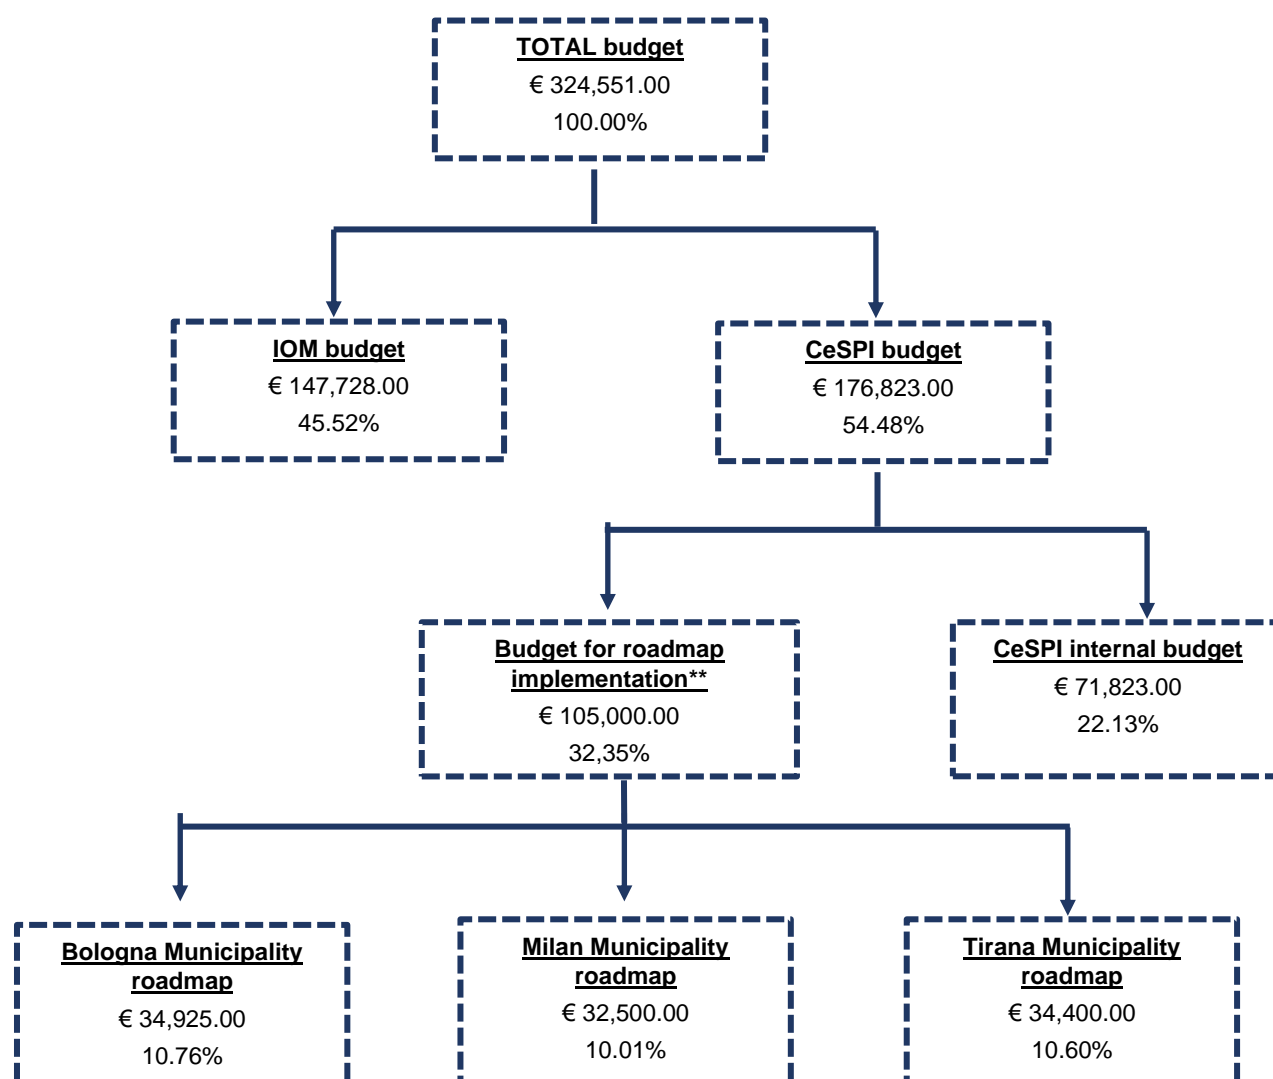 TOTAL budget
€ 324,551.00
100.00%
IOM budget
€ 147,728.00
45.52%
CeSPI budget
€ 176,823.00
54.48%
Budget for roadmap
implementation**
€ 105,000.00
32,35%
CeSPI internal budget
€ 71,823.00
22.13%
Bologna Municipality
roadmap
€ 34,925.00
10.76%
Milan Municipality
roadmap
€ 32,500.00
10.01%
Tirana Municipality
roadmap
€ 34,400.00
10.60%